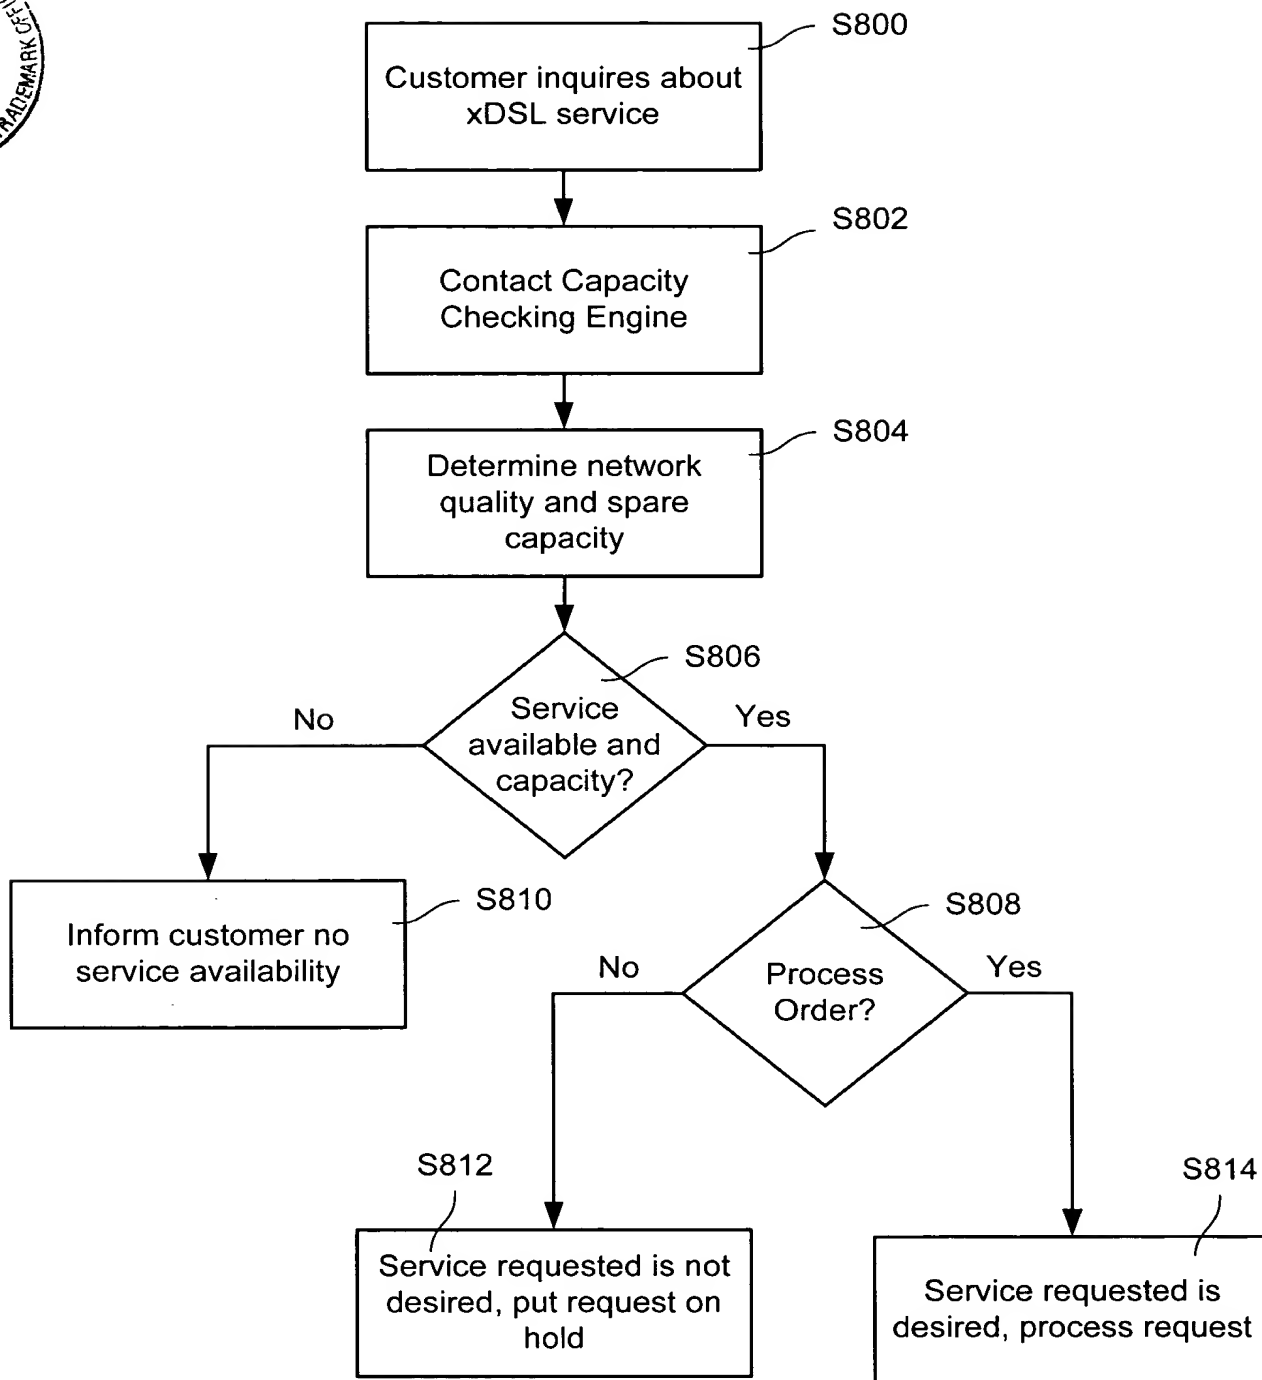 TRADEMARK
S800
Customer inquires about
xDSL service
S802
Contact Capacity
Checking Engine
S804
Determine network
quality and spare
capacity
S806
Service
available and
capacity?
No
Yes
S810
Inform customer no
service availability
S808
Process
Order?
No
Yes
S812
Service requested is not
desired, put request on
hold
S814
Service requested is
desired, process request